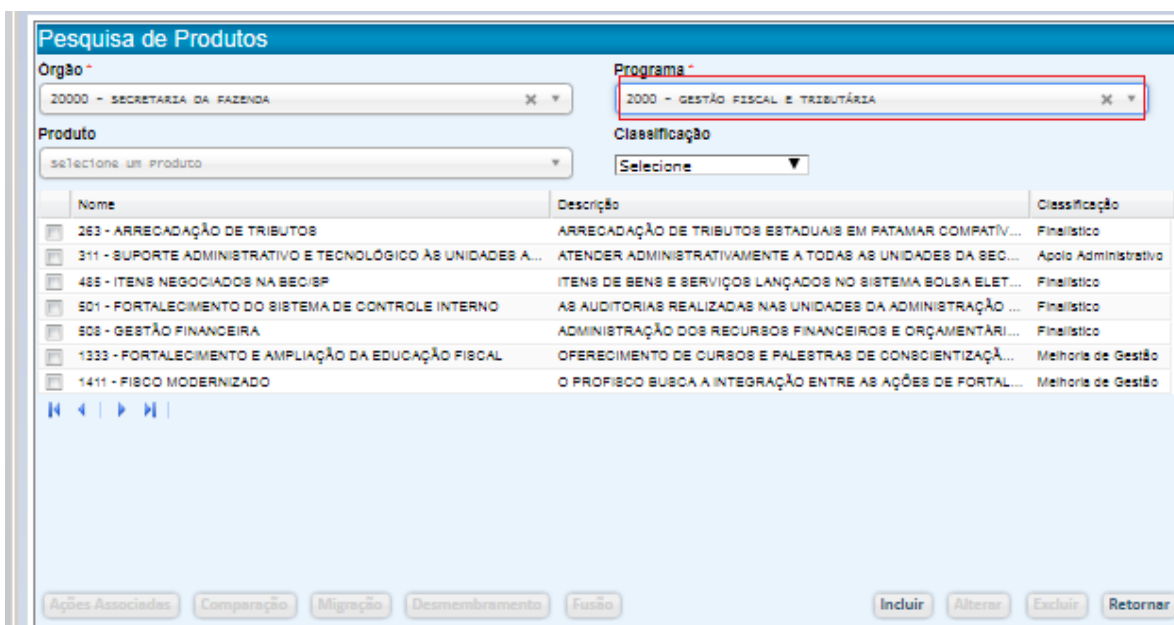 Pesquisa de Produtos
Órgão * Programa *
20000 - SECRETARIA DA FAZENDA 2000 - GESTÃO FISCAL E TRIBUTÁRIA
Produto Classificação
Selecione um Produto Selecione
Nome Descrição Classificação
263 - ARRECADAÇÃO DE TRIBUTOS ARRECADAÇÃO DE TRIBUTOS ESTADUAIS EM PATAMAR COMPATÍV... Finalístico
311 - SUPORTE ADMINISTRATIVO E TECNOLÓGICO ÀS UNIDADES A... ATENDER ADMINISTRATIVAMENTE A TODAS AS UNIDADES DA SEC... Apoio Administrativo
485 - ITENS NEGOCIADOS NA BEC/SP ITENS DE BENS E SERVIÇOS LANÇADOS NO SISTEMA BOLSA ELET... Finalístico
501 - FORTALECIMENTO DO SISTEMA DE CONTROLE INTERNO AS AUDITORIAS REALIZADAS NAS UNIDADES DA ADMINISTRAÇÃO ... Finalístico
508 - GESTÃO FINANCEIRA ADMINISTRAÇÃO DOS RECURSOS FINANCEIROS E ORÇAMENTÁRI... Finalístico
1333 - FORTALECIMENTO E AMPLIAÇÃO DA EDUCAÇÃO FISCAL OFERECIMENTO DE CURSOS E PALESTRAS DE CONSCIENTIZAÇÃ... Melhoria de Gestão
1411 - FISCO MODERNIZADO O PROFISCO BUSCA A INTEGRAÇÃO ENTRE AS AÇÕES DE FORTAL... Melhoria de Gestão
Ações Associadas Comparação Migração Desmembramento Fusão Incluir Alterar Excluir Retornar